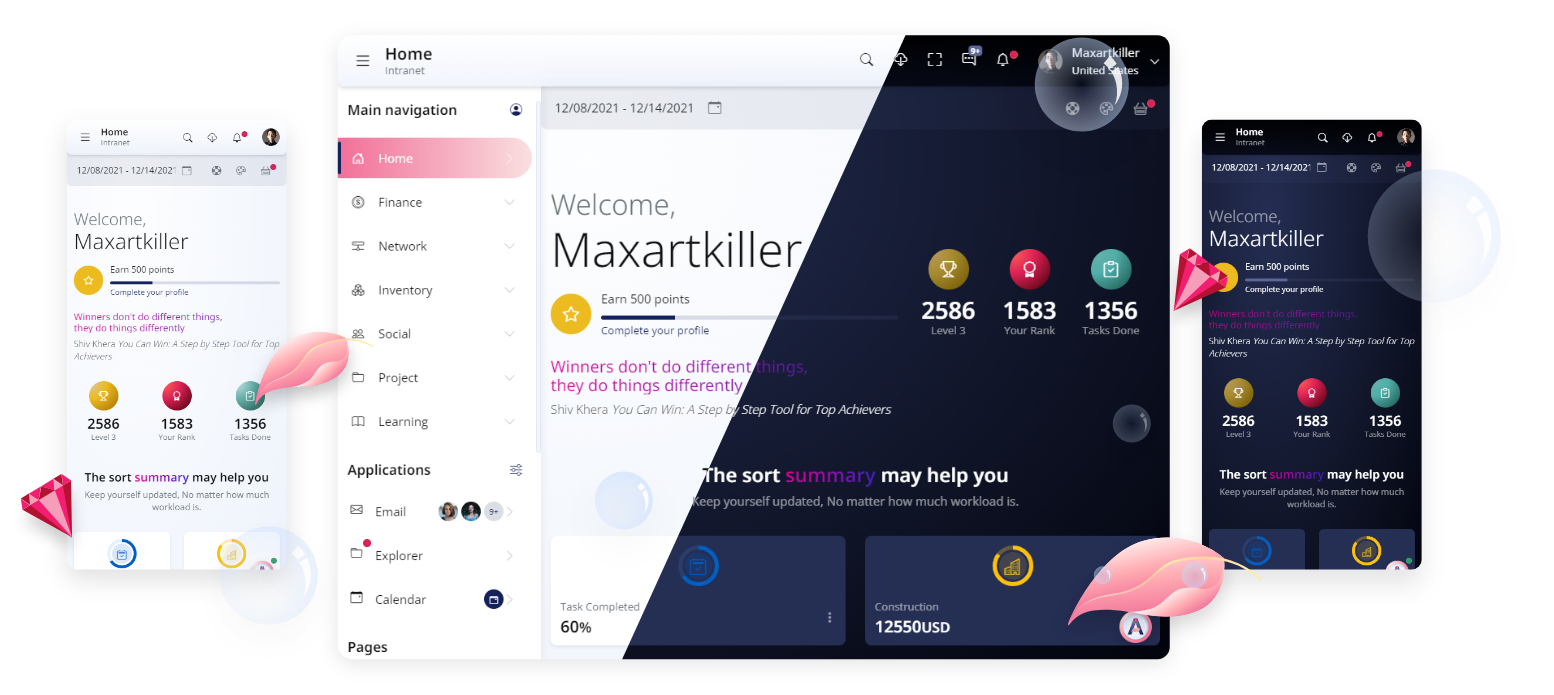 Home
Intranet
12/08/2021 - 12/14/2021
Welcome,
Maxartkiller
Earn 500 points
Complete your profile
Winners don't do different things,
they do things differently
Shiv Khera You Can Win: A Step by Step Tool for Top
Achievers
2586
Level 3
1583
Your Rank
1356
Tasks Done
The sort summary may help you
Keep yourself updated, No matter how much
workload is.
Home
Intranet
9+
Maxartkiller
United States
Main navigation
Home
Finance
Network
Inventory
Social
Project
Learning
Applications
Email
9+
Explorer
Calendar
Pages
12/08/2021 - 12/14/2021
Welcome,
Maxartkiller
Earn 500 points
Complete your profile
2586
Level 3
1583
Your Rank
1356
Tasks Done
Winners don't do different things,
they do things differently
Shiv Khera You Can Win: A Step by Step Tool for Top Achievers
The sort summary may help you
Keep yourself updated, No matter how much workload is.
Task Completed
60%
Construction
12550USD
A
Home
Intranet
12/08/2021 - 12/14/2021
Welcome,
Maxartkiller
Earn 500 points
Complete your profile
Winners don't do different things,
they do things differently
Shiv Khera You Can Win: A Step by Step Tool for Top
Achievers
2586
Level 3
1583
Your Rank
1356
Tasks Done
The sort summary may help you
Keep yourself updated, No matter how much
workload is.